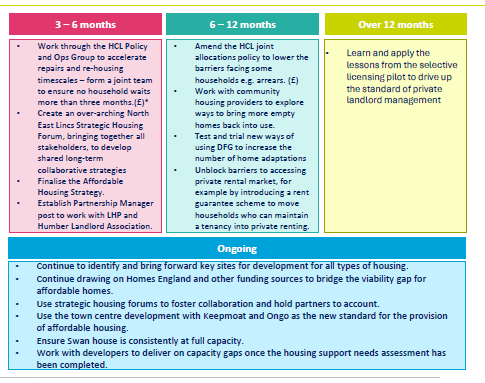 3 – 6 months
• Work through the HCL Policy
and Ops Group to accelerate
repairs and re-housing
timescales – form a joint team
to ensure no household waits
more than three months.(£)*
• Create an over-arching North
East Lincs Strategic Housing
Forum, bringing together all
stakeholders, to develop
shared long-term
collaborative strategies
• Finalise the Affordable
Housing Strategy.
• Establish Partnership Manager
post to work with LHP and
Humber Landlord Association.
6 – 12 months
• Amend the HCL joint
allocations policy to lower the
barriers facing some
households e.g. arrears. (£)
• Work with community
housing providers to explore
ways to bring more empty
homes back into use.
• Test and trial new ways of
using DFG to increase the
number of home adaptations
• Unblock barriers to accessing
private rental market, for
example by introducing a rent
guarantee scheme to move
households who can maintain
a tenancy into private renting.
Over 12 months
• Learn and apply the
lessons from the selective
licensing pilot to drive up
the standard of private
landlord management
Ongoing
• Continue to identify and bring forward key sites for development for all types of housing.
• Continue drawing on Homes England and other funding sources to bridge the viability gap for
affordable homes.
• Use strategic housing forums to foster collaboration and hold partners to account.
• Use the town centre development with Keepmoat and Ongo as the new standard for the provision
of affordable housing.
• Ensure Swan house is consistently at full capacity.
• Work with developers to deliver on capacity gaps once the housing support needs assessment has
been completed.